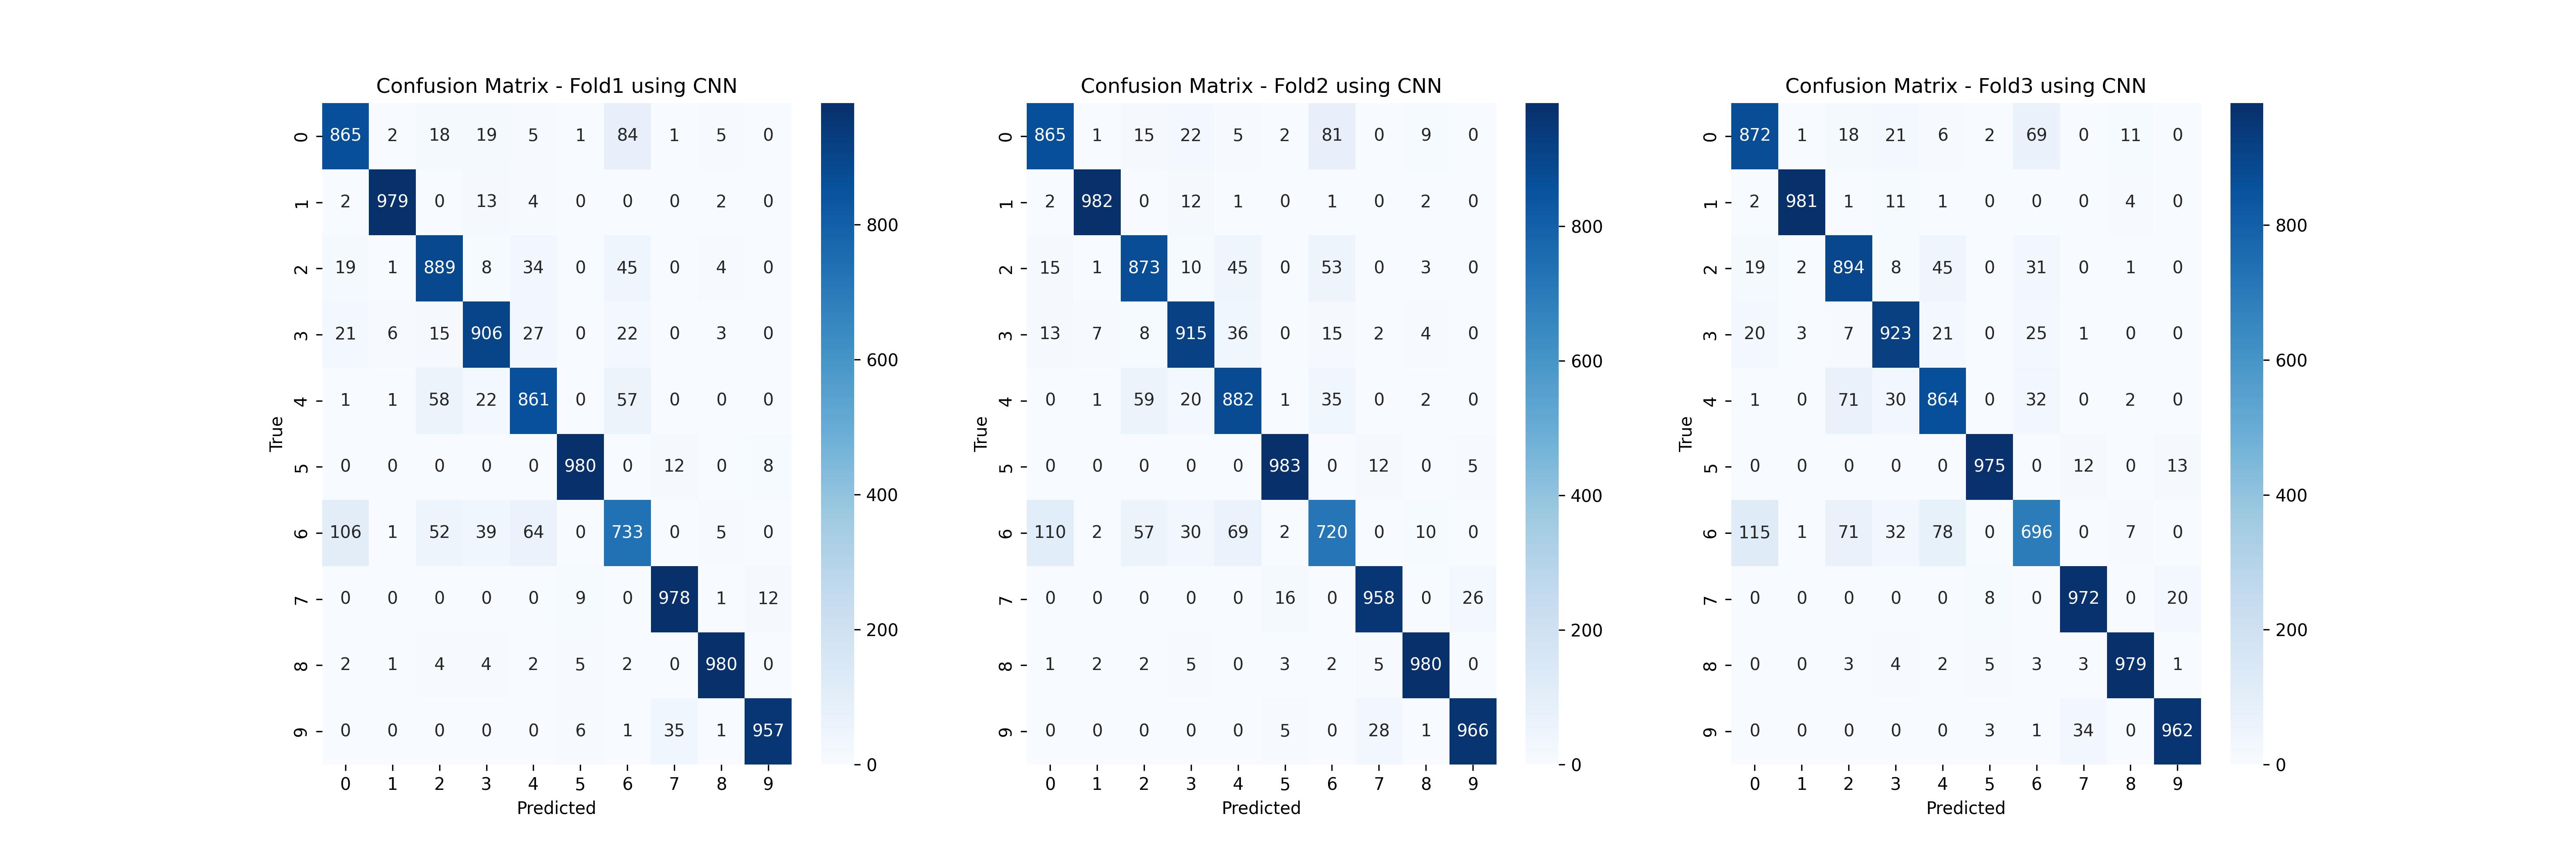 Confusion Matrix - Fold1 using CNN
0 865 2 18 19 5 1 84 1 5 0
1 2 979 0 13 4 0 0 0 2 0
2 19 1 889 8 34 0 45 0 4 0
3 21 6 15 906 27 0 22 0 3 0
4 1 1 58 22 861 0 57 0 0 0
5 0 0 0 0 0 980 0 12 0 8
6 106 1 52 39 64 0 733 0 5 0
7 0 0 0 0 0 9 0 978 1 12
8 2 1 4 4 2 5 2 0 980 0
9 0 0 0 0 0 6 1 35 1 957
0 1 2 3 4 5 6 7 8 9
True
Predicted
800
600
400
200
0
Confusion Matrix - Fold2 using CNN
0 865 1 15 22 5 2 81 0 9 0
1 2 982 0 12 1 0 1 0 2 0
2 15 1 873 10 45 0 53 0 3 0
3 13 7 8 915 36 0 15 2 4 0
4 0 1 59 20 882 1 35 0 2 0
5 0 0 0 0 0 983 0 12 0 5
6 110 2 57 30 69 2 720 0 10 0
7 0 0 0 0 0 16 0 958 0 26
8 1 2 2 5 0 3 2 5 980 0
9 0 0 0 0 0 5 0 28 1 966
0 1 2 3 4 5 6 7 8 9
True
Predicted
800
600
400
200
0
Confusion Matrix - Fold3 using CNN
0 872 1 18 21 6 2 69 0 11 0
1 2 981 1 11 1 0 0 0 4 0
2 19 2 894 8 45 0 31 0 1 0
3 20 3 7 923 21 0 25 1 0 0
4 1 0 71 30 864 0 32 0 2 0
5 0 0 0 0 0 975 0 12 0 13
6 115 1 71 32 78 0 696 0 7 0
7 0 0 0 0 0 8 0 972 0 20
8 0 0 3 4 2 5 3 3 979 1
9 0 0 0 0 0 3 1 34 0 962
0 1 2 3 4 5 6 7 8 9
True
Predicted
800
600
400
200
0